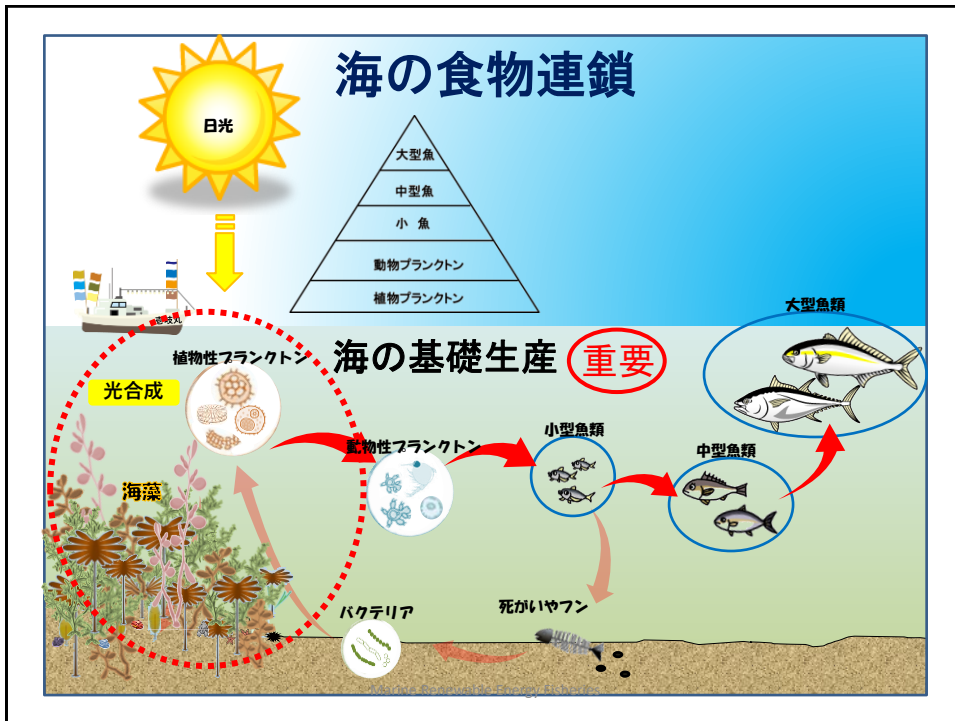 海の食物連鎖
日光
大型魚
中型魚
小 魚
動物プランクトン
植物プランクトン
壱岐丸
大型魚類
植物性プランクトン
海の基礎生産
重要
光合成
動物性プランクトン
小型魚類
中型魚類
海藻
バクテリア
死がいやフン